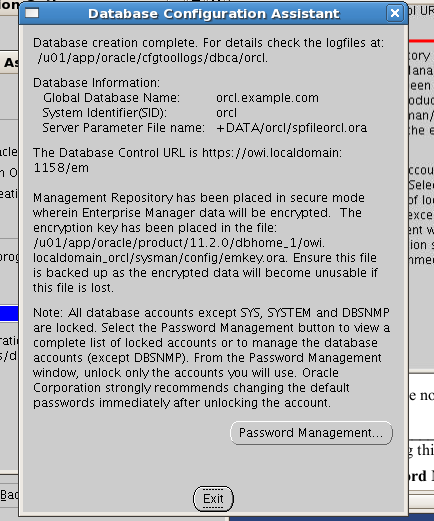 Database Configuration Assistant
Database creation complete. For details check the logfiles at:
/u01/app/oracle/cfgtoollogs/dbca/orcl.
Database Information:
Global Database Name: orcl.example.com
System Identifier(SID): orcl
Server Parameter File name: +DATA/orcl/spfileorcl.ora
The Database Control URL is https://owi.localdomain:
1158/em
Management Repository has been placed in secure mode
wherein Enterprise Manager data will be encrypted. The
encryption key has been placed in the file:
/u01/app/oracle/product/11.2.0/dbhome_1/owi.
localdomain_orcl/sysman/config/emkey.ora. Ensure this file
is backed up as the encrypted data will become unusable if
this file is lost.
Note: All database accounts except SYS, SYSTEM and DBSNMP
are locked. Select the Password Management button to view a
complete list of locked accounts or to manage the database
accounts (except DBSNMP). From the Password Management
window, unlock only the accounts you will use. Oracle
Corporation strongly recommends changing the default
passwords immediately after unlocking the account.
Password Management...
Exit